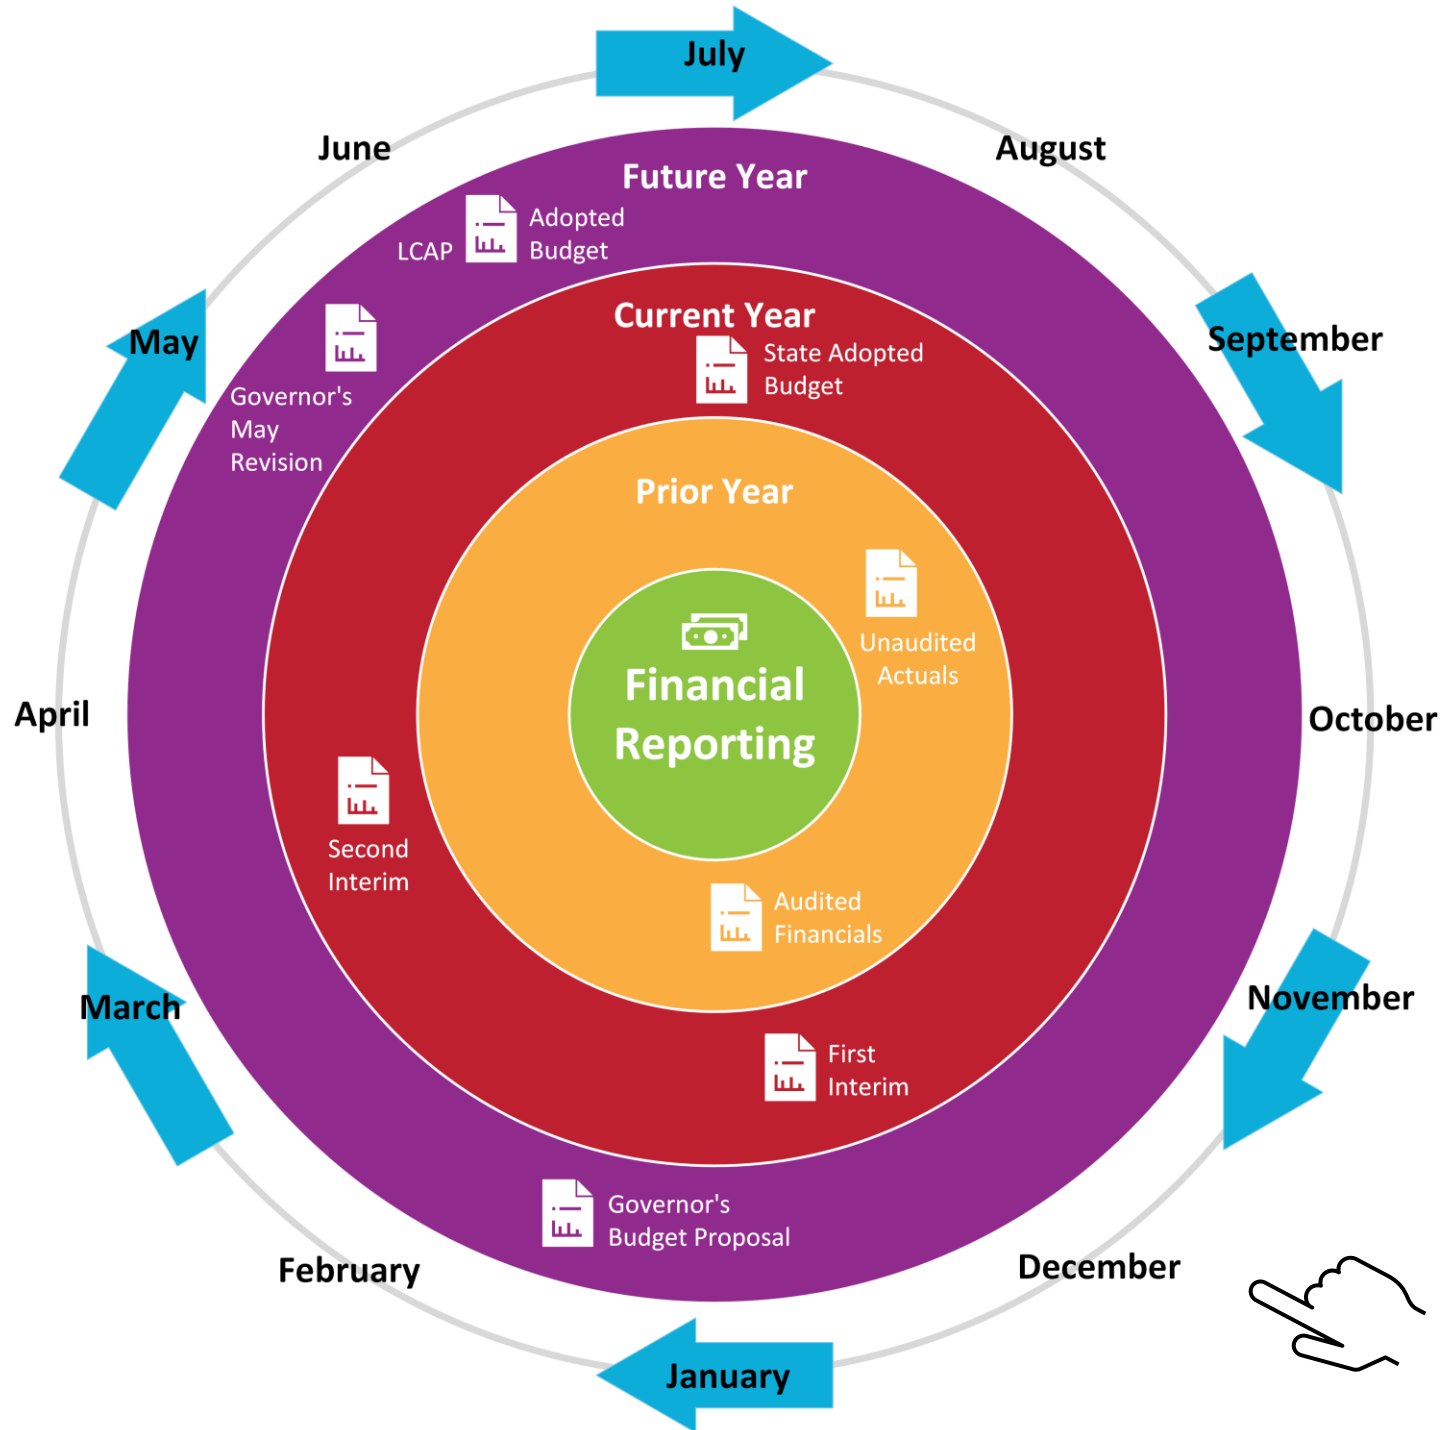 July
June
August
Future Year
LCAP
Adopted
Budget
May
Governor's
May
Revision
Current Year
State Adopted
Budget
September
Prior Year
Unaudited
Actuals
Financial
Reporting
April
October
Second
Interim
Audited
Financials
March
November
First
Interim
Governor's
Budget Proposal
February
December
January